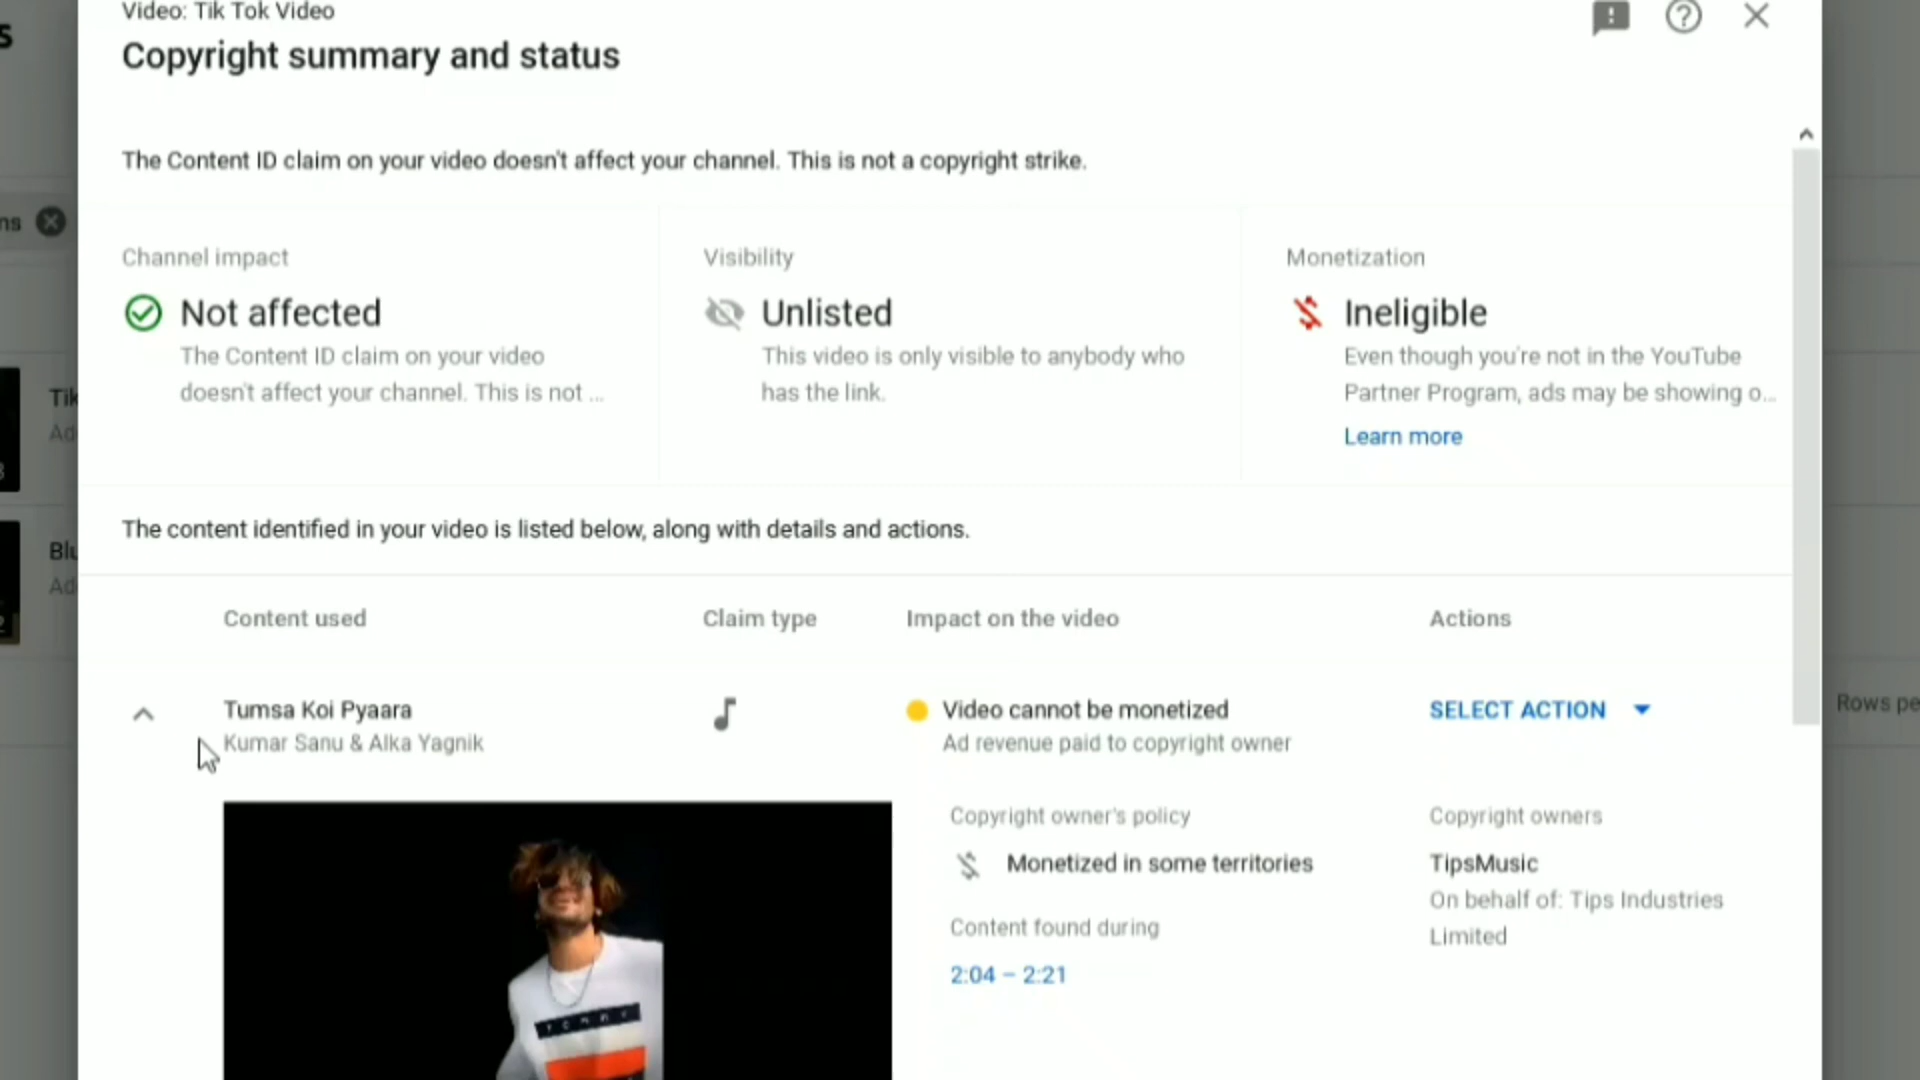 Video: Tik Tok Video
Copyright summary and status
The Content ID claim on your video doesn't affect your channel. This is not a copyright strike.
Channel impact
Not affected
The Content ID claim on your video
doesn't affect your channel. This is not ...
Visibility
Unlisted
This video is only visible to anybody who
has the link.
Monetization
Ineligible
Even though you're not in the YouTube
Partner Program, ads may be showing o...
Learn more
The content identified in your video is listed below, along with details and actions.
Content used
Claim type
Impact on the video
Actions
Tumsa Koi Pyaara
Kumar Sanu & Alka Yagnik
Video cannot be monetized
Ad revenue paid to copyright owner
SELECT ACTION
Copyright owner's policy
Monetized in some territories
Content found during
2:04 – 2:21
Copyright owners
TipsMusic
On behalf of: Tips Industries
Limited
s
ns
Tik
Ad
Blu
Ad
2
Rows pe